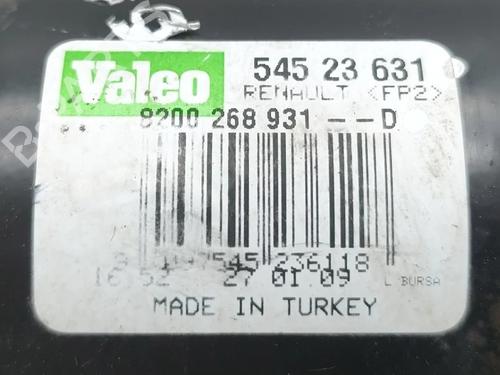 Valeo
545 23 631
RENAULT <FP2>
8200 268 931 --D
545 236118
16:52 27 01 09
L BURSA
MADE IN TURKEY